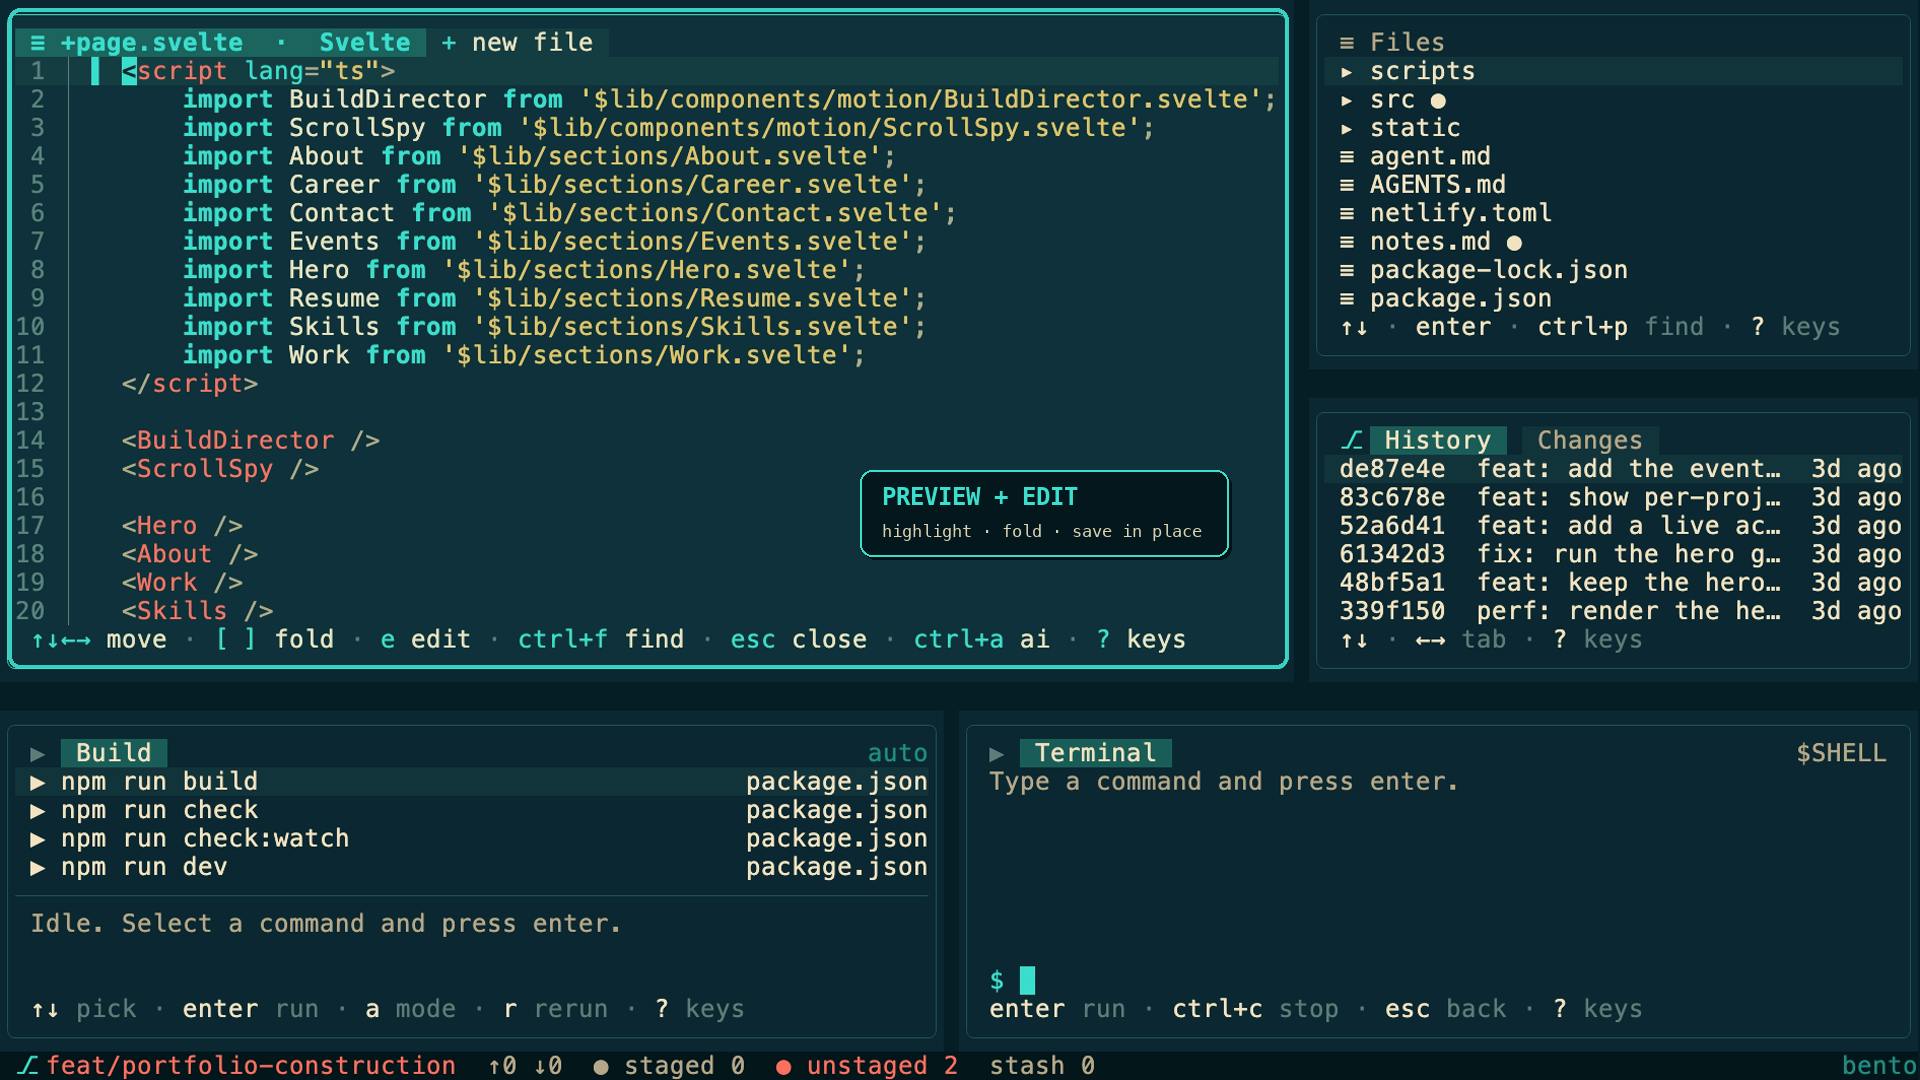 ≡ +page.svelte · Svelte + new file
1 <script lang="ts">
2 import BuildDirector from '$lib/components/motion/BuildDirector.svelte';
3 import ScrollSpy from '$lib/components/motion/ScrollSpy.svelte';
4 import About from '$lib/sections/About.svelte';
5 import Career from '$lib/sections/Career.svelte';
6 import Contact from '$lib/sections/Contact.svelte';
7 import Events from '$lib/sections/Events.svelte';
8 import Hero from '$lib/sections/Hero.svelte';
9 import Resume from '$lib/sections/Resume.svelte';
10 import Skills from '$lib/sections/Skills.svelte';
11 import Work from '$lib/sections/Work.svelte';
12 </script>
13
14 <BuildDirector />
15 <ScrollSpy />
16
17 <Hero />
18 <About />
19 <Work />
20 <Skills />
PREVIEW + EDIT
highlight · fold · save in place
↑↓←→ move · [ ] fold · e edit · ctrl+f find · esc close · ctrl+a ai · ? keys
≡ Files
▸ scripts
▸ src ●
▸ static
≡ agent.md
≡ AGENTS.md
≡ netlify.toml
≡ notes.md ●
≡ package-lock.json
≡ package.json
↑↓ · enter · ctrl+p find · ? keys
⎇ History Changes
de87e4e feat: add the event… 3d ago
83c678e feat: show per-proj… 3d ago
52a6d41 feat: add a live ac… 3d ago
61342d3 fix: run the hero g… 3d ago
48bf5a1 feat: keep the hero… 3d ago
339f150 perf: render the he… 3d ago
↑↓ · ←→ tab · ? keys
▶ Build auto
▶ npm run build package.json
▶ npm run check package.json
▶ npm run check:watch package.json
▶ npm run dev package.json
Idle. Select a command and press enter.
↑↓ pick · enter run · a mode · r rerun · ? keys
▶ Terminal $SHELL
Type a command and press enter.
$
enter run · ctrl+c stop · esc back · ? keys
⎇ feat/portfolio-construction ↑0 ↓0 ● staged 0 ● unstaged 2 stash 0 bento